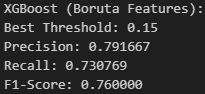 XGBoost (Boruta Features):
Best Threshold: 0.15
Precision: 0.791667
Recall: 0.730769
F1-Score: 0.760000